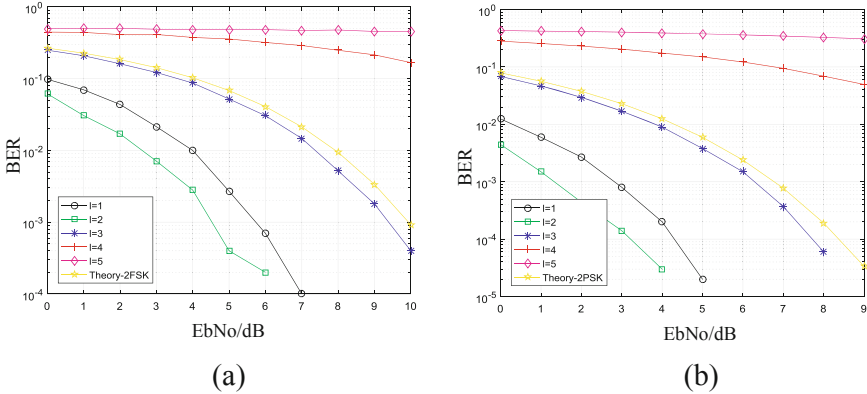 10^0
10^-1
10^-2
10^-3
10^-4
BER
I=1
I=2
I=3
I=4
I=5
Theory-2FSK
0 1 2 3 4 5 6 7 8 9 10
EbNo/dB
(a)
10^0
10^-1
10^-2
10^-3
10^-4
10^-5
BER
I=1
I=2
I=3
I=4
I=5
Theory-2PSK
0 1 2 3 4 5 6 7 8 9
EbNo/dB
(b)